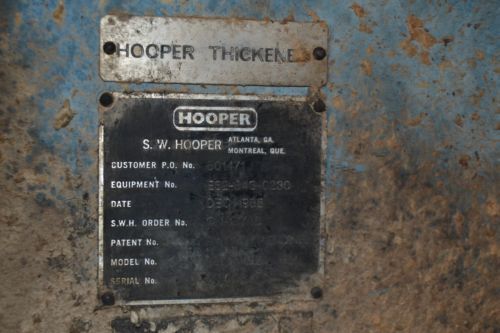 HOOPER THICKENE
HOOPER
S. W. HOOPER
ATLANTA, GA.
MONTREAL, QUE.
CUSTOMER P.O. No.
EQUIPMENT No.
DATE
S.W.H. ORDER No.
PATENT No.
MODEL No.
SERIAL No.